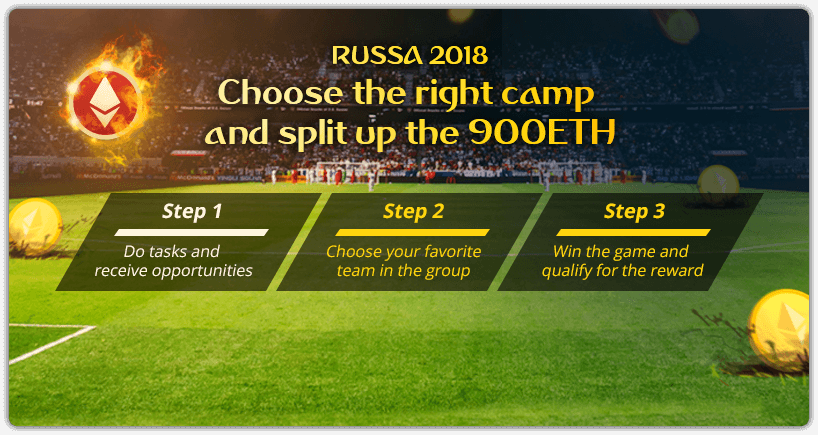 RUSSA 2018
Choose the right camp
and split up the 900ETH
Step 1
Do tasks and
receive opportunities
Step 2
Choose your favorite
team in the group
Step 3
Win the game and
qualify for the reward